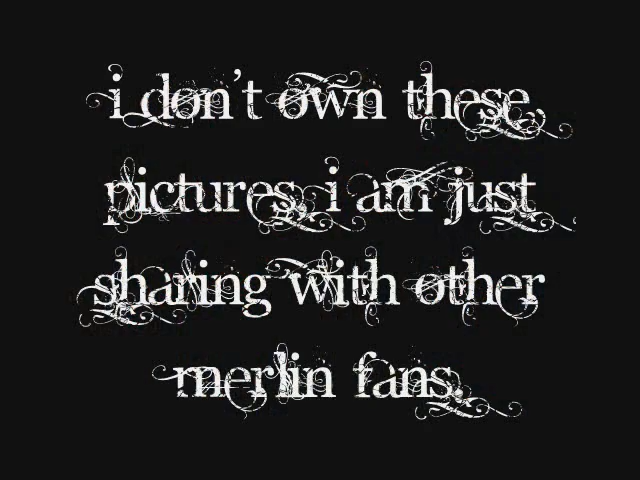 i don't own these
pictures, i am just
sharing with other
merlin fans.